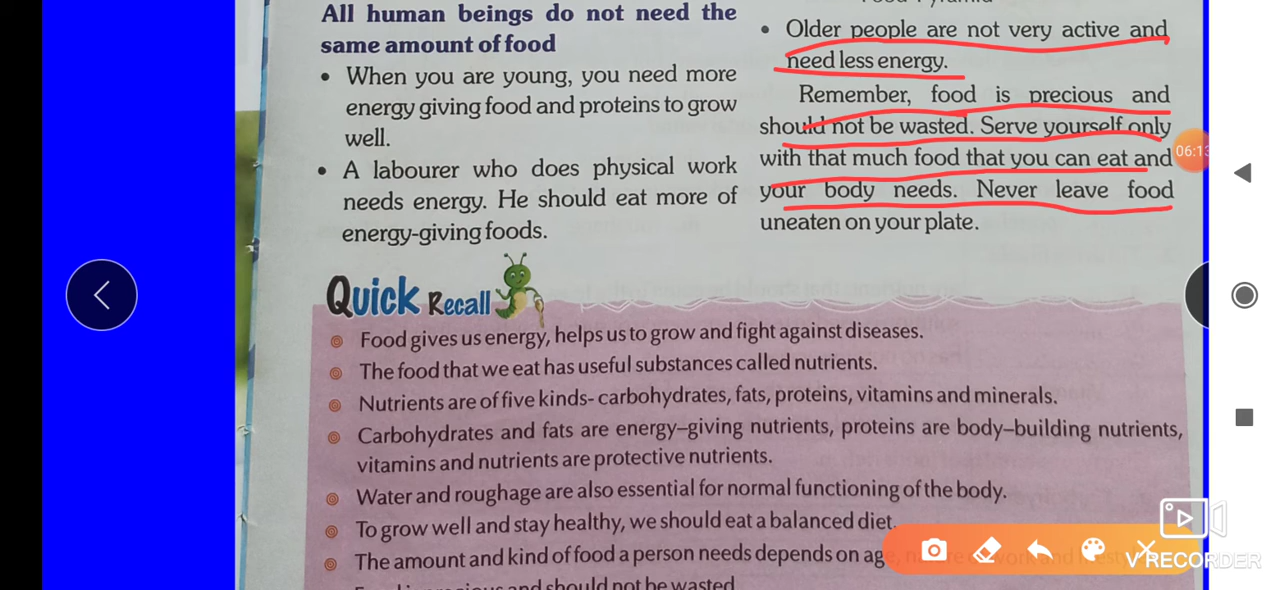 All human beings do not need the
same amount of food
• When you are young, you need more
energy giving food and proteins to grow
well.
• A labourer who does physical work
needs energy. He should eat more of
energy-giving foods.
• Older people are not very active and
need less energy.
Remember, food is precious and
should not be wasted. Serve yourself only
with that much food that you can eat and
your body needs. Never leave food
uneaten on your plate.
06:13
Quick Recall
Food gives us energy, helps us to grow and fight against diseases.
The food that we eat has useful substances called nutrients.
Nutrients are of five kinds- carbohydrates, fats, proteins, vitamins and minerals.
Carbohydrates and fats are energy–giving nutrients, proteins are body–building nutrients,
vitamins and nutrients are protective nutrients.
Water and roughage are also essential for normal functioning of the body.
To grow well and stay healthy, we should eat a balanced diet.
The amount and kind of food a person needs depends on age,
and should not be wasted
V RECORDER